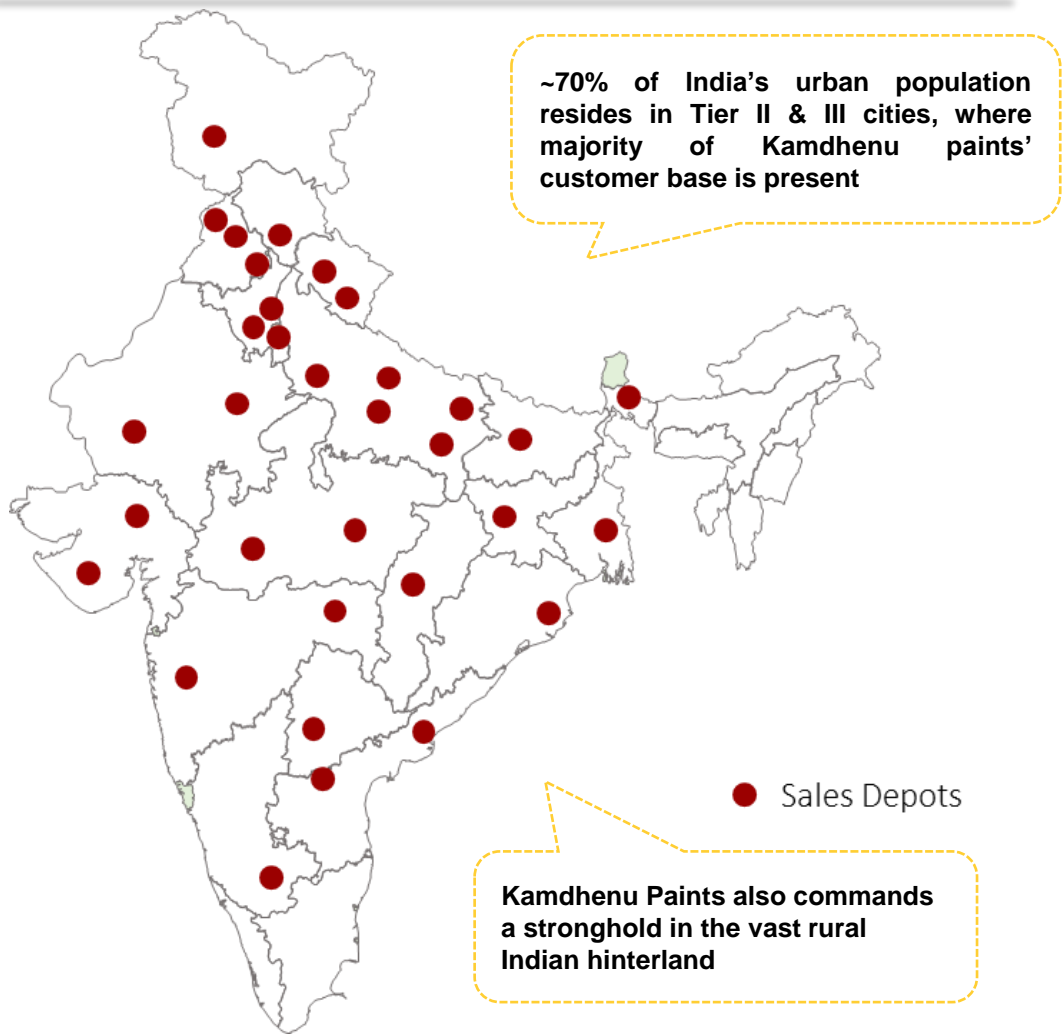 ~70% of India’s urban population
resides in Tier II & III cities, where
majority of Kamdhenu paints’
customer base is present
Sales Depots
Kamdhenu Paints also commands
a stronghold in the vast rural
Indian hinterland